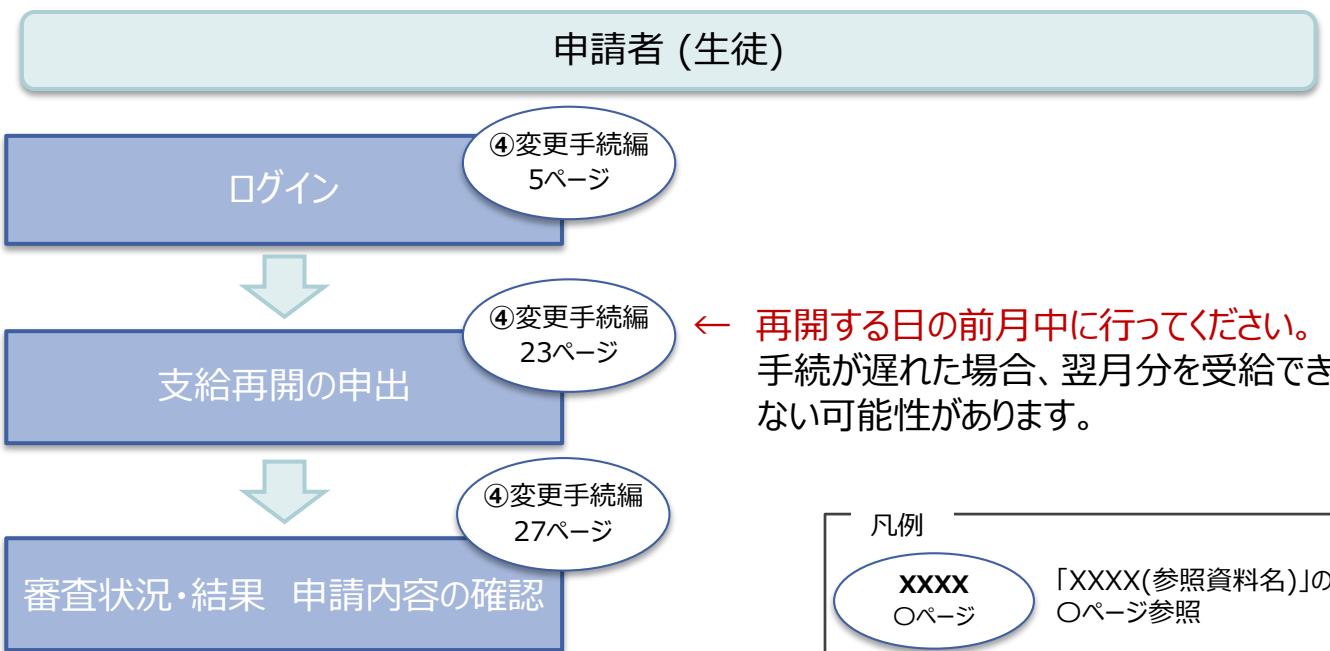 申請者 (生徒)
④変更手続編
5ページ
ログイン
④変更手続編
23ページ
支給再開の申出
← 再開する日の前月中に行ってください。
手続が遅れた場合、翌月分を受給でき
ない可能性があります。
④変更手続編
27ページ
審査状況・結果　申請内容の確認
凡例
XXXX
〇ページ
「XXXX(参照資料名)」の
〇ページ参照